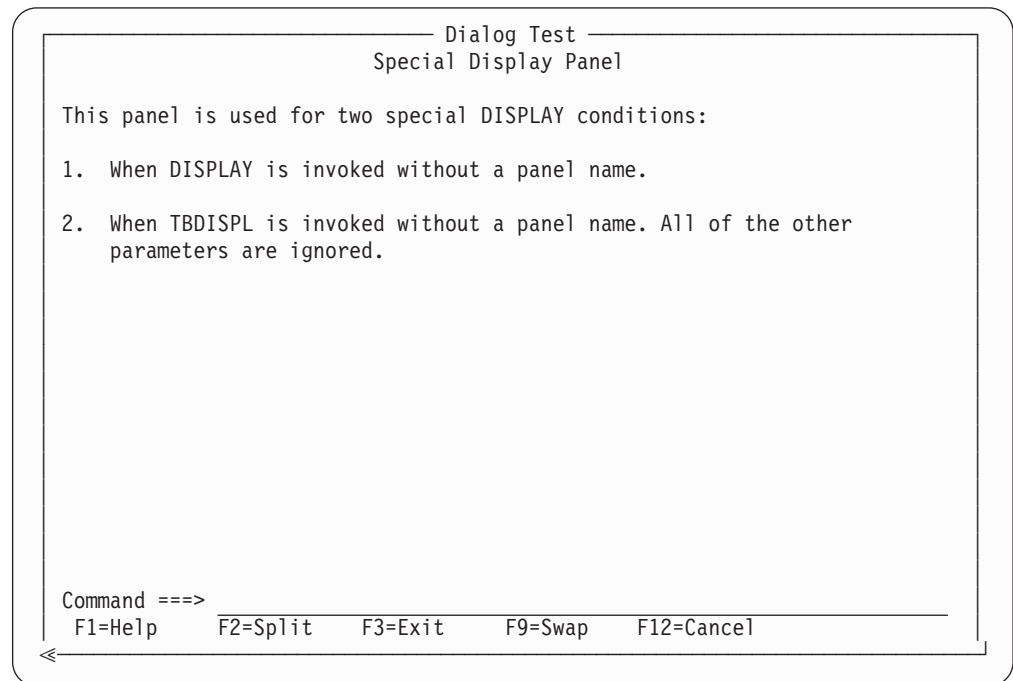 Dialog Test
Special Display Panel
This panel is used for two special DISPLAY conditions:
1. When DISPLAY is invoked without a panel name.
2. When TBDISPL is invoked without a panel name. All of the other
parameters are ignored.
Command ===>
F1=Help F2=Split F3=Exit F9=Swap F12=Cancel